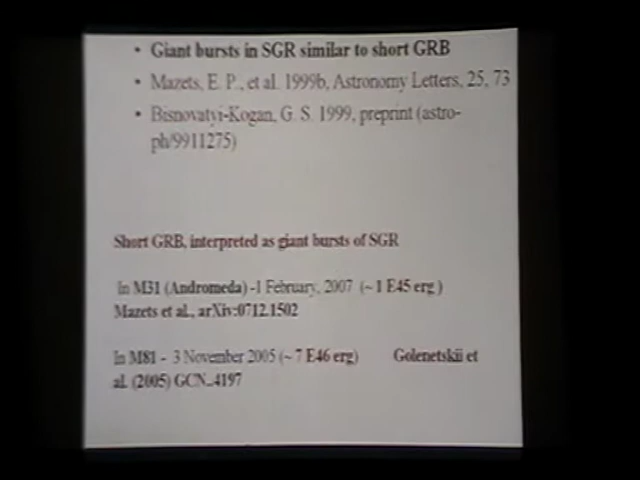 • Giant bursts in SGR similar to short GRB
• Mazets, E. P., et al. 1999b, Astronomy Letters, 25, 73
• Bisnovatyi-Kogan, G. S. 1999, preprint (astro-
ph/9911275)
Short GRB, interpreted as giant bursts of SGR
In M31 (Andromeda) -1 February, 2007 (~1 E45 erg )
Mazets et al., arXiv:0712.1502
In M81 - 3 November 2005 (~ 7 E46 erg) Golenetskii et
al. (2005) GCN 4197